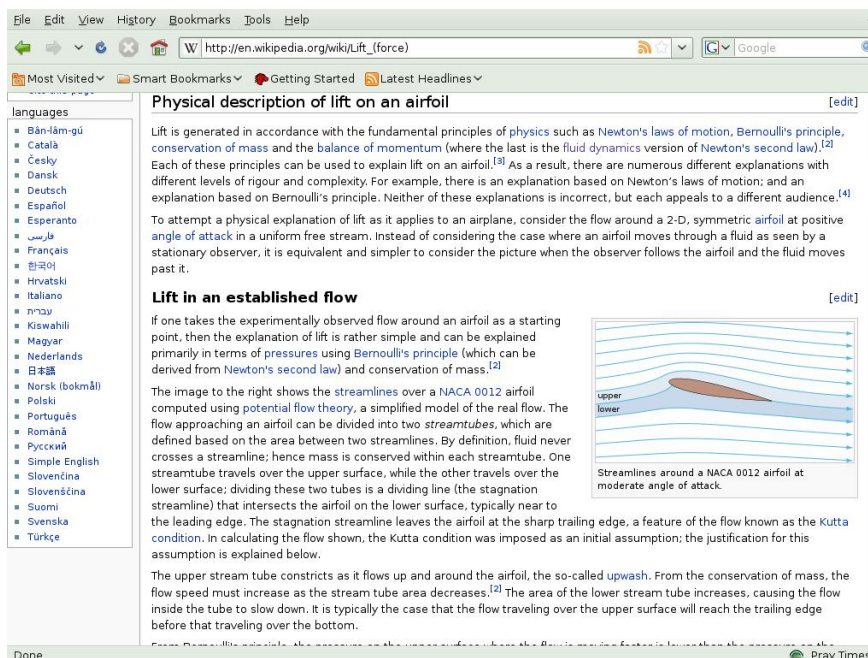 File Edit View History Bookmarks Tools Help
W http://en.wikipedia.org/wiki/Lift_(force)
G Google
Most Visited Smart Bookmarks Getting Started Latest Headlines
languages
Bân-lâm-gú
Català
Česky
Dansk
Deutsch
Español
Esperanto
فارسی
Français
한국어
Hrvatski
Italiano
עברית
Kiswahili
Magyar
Nederlands
日本語
Norsk (bokmål)
Polski
Português
Română
Русский
Simple English
Slovenčina
Slovenščina
Suomi
Svenska
Türkçe
Physical description of lift on an airfoil [edit]
Lift is generated in accordance with the fundamental principles of physics such as Newton's laws of motion, Bernoulli's principle,
conservation of mass and the balance of momentum (where the last is the fluid dynamics version of Newton's second law).[2]
Each of these principles can be used to explain lift on an airfoil.[3] As a result, there are numerous different explanations with
different levels of rigour and complexity. For example, there is an explanation based on Newton's laws of motion; and an
explanation based on Bernoulli's principle. Neither of these explanations is incorrect, but each appeals to a different audience.[4]
To attempt a physical explanation of lift as it applies to an airplane, consider the flow around a 2-D, symmetric airfoil at positive
angle of attack in a uniform free stream. Instead of considering the case where an airfoil moves through a fluid as seen by a
stationary observer, it is equivalent and simpler to consider the picture when the observer follows the airfoil and the fluid moves
past it.
Lift in an established flow [edit]
If one takes the experimentally observed flow around an airfoil as a starting
point, then the explanation of lift is rather simple and can be explained
primarily in terms of pressures using Bernoulli's principle (which can be
derived from Newton's second law) and conservation of mass.[2]
The image to the right shows the streamlines over a NACA 0012 airfoil
computed using potential flow theory, a simplified model of the real flow. The
flow approaching an airfoil can be divided into two streamtubes, which are
defined based on the area between two streamlines. By definition, fluid never
crosses a streamline; hence mass is conserved within each streamtube. One
streamtube travels over the upper surface, while the other travels over the
lower surface; dividing these two tubes is a dividing line (the stagnation
streamline) that intersects the airfoil on the lower surface, typically near to
the leading edge. The stagnation streamline leaves the airfoil at the sharp trailing edge, a feature of the flow known as the Kutta
condition. In calculating the flow shown, the Kutta condition was imposed as an initial assumption; the justification for this
assumption is explained below.
upper
lower
Streamlines around a NACA 0012 airfoil at
moderate angle of attack.
The upper stream tube constricts as it flows up and around the airfoil, the so-called upwash. From the conservation of mass, the
flow speed must increase as the stream tube area decreases.[2] The area of the lower stream tube increases, causing the flow
inside the tube to slow down. It is typically the case that the flow traveling over the upper surface will reach the trailing edge
before that traveling over the bottom.
From Bernoulli's principle, the pressure on the upper surface where the flow is moving faster is lower than the pressure on the
Done
Pray Times